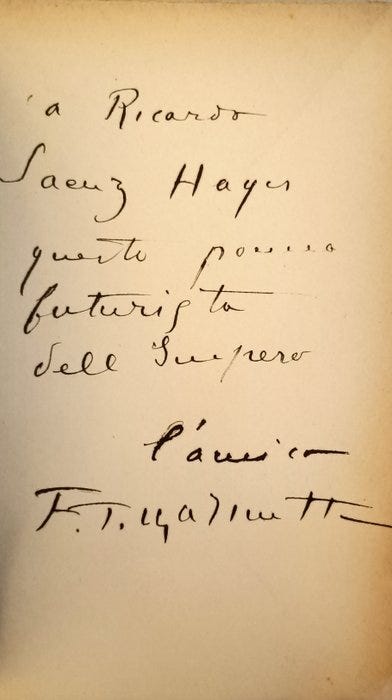 a Ricardo
Saenz Hayes
questo poema
futurista
dell Impero
l'amico
F. T. Marinetti